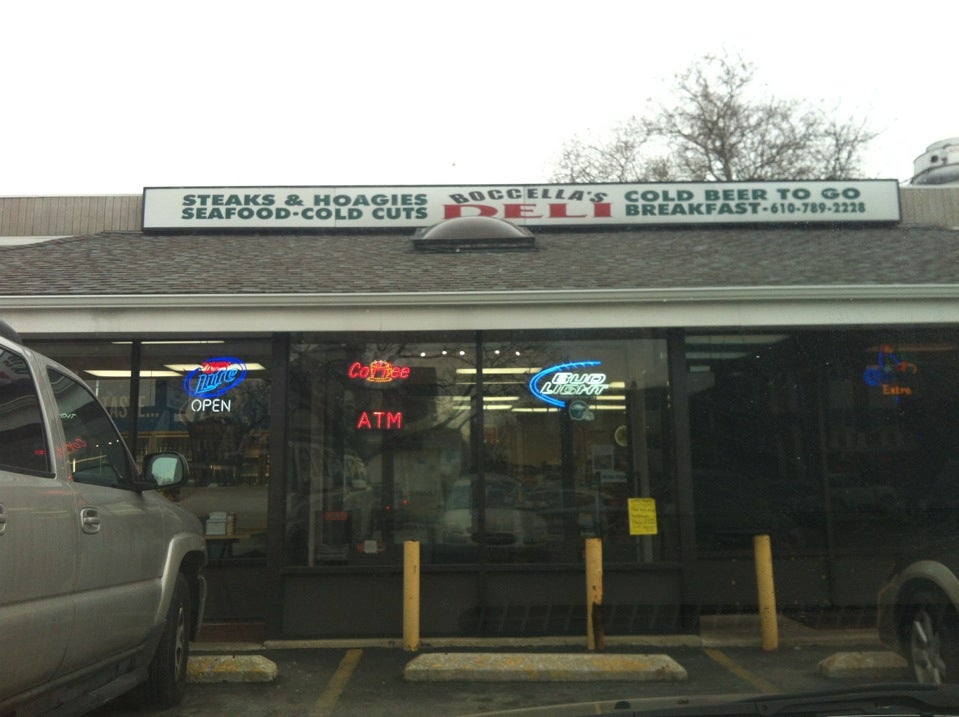 STEAKS & HOAGIES
SEAFOOD-COLD CUTS
BOCCELLA'S
DELI
COLD BEER TO GO
BREAKFAST-610-789-2228
Lite
OPEN
Coffee
ATM
BUD
LIGHT
Extra